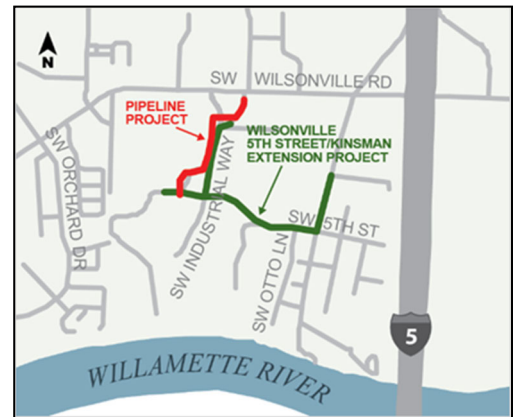 N
SW WILSONVILLE RD
PIPELINE
PROJECT
WILSONVILLE
5TH STREET/KINSMAN
EXTENSION PROJECT
SW ORCHARD DR
SW INDUSTRIAL WAY
SW 5TH ST
SW OTTO LN
5
WILLAMETTE RIVER